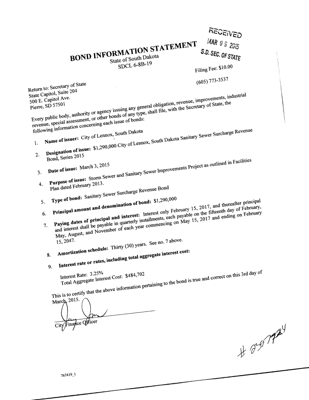 RECEIVED
MAR 05 2015
S.D. SEC. OF STATE
BOND INFORMATION STATEMENT
State of South Dakota
SDCL 6-8B-19
Return to: Secretary of State
State Capitol, Suite 204
500 E. Capitol Ave.
Pierre, SD 57501
Filing Fee: $10.00
(605) 773-3537
Every public body, authority or agency issuing any general obligation, revenue, improvements, industrial
revenue, special assessment, or other bonds of any type, shall file, with the Secretary of State, the
following information concerning each issue of bonds:
1. Name of issuer: City of Lennox, South Dakota
2. Designation of issue: $1,290,000 City of Lennox, South Dakota Sanitary Sewer Surcharge Revenue
Bond, Series 2015
3. Date of issue: March 3, 2015
4. Purpose of issue: Storm Sewer and Sanitary Sewer Improvements Project as outlined in Facilities
Plan dated February 2013.
5. Type of bond: Sanitary Sewer Surcharge Revenue Bond
6. Principal amount and denomination of bond: $1,290,000
7. Paying dates of principal and interest: Interest only February 15, 2017, and thereafter principal
and interest shall be payable in quarterly installments, each payable on the fifteenth day of February,
May, August, and November of each year commencing on May 15, 2017 and ending on February
15, 2047.
8. Amortization schedule: Thirty (30) years. See no. 7 above.
9. Interest rate or rates, including total aggregate interest cost:
Interest Rate: 3.25%
Total Aggregate Interest Cost: $484,702
This is to certify that the above information pertaining to the bond is true and correct on this 3rd day of
March, 2015.
City Finance Officer